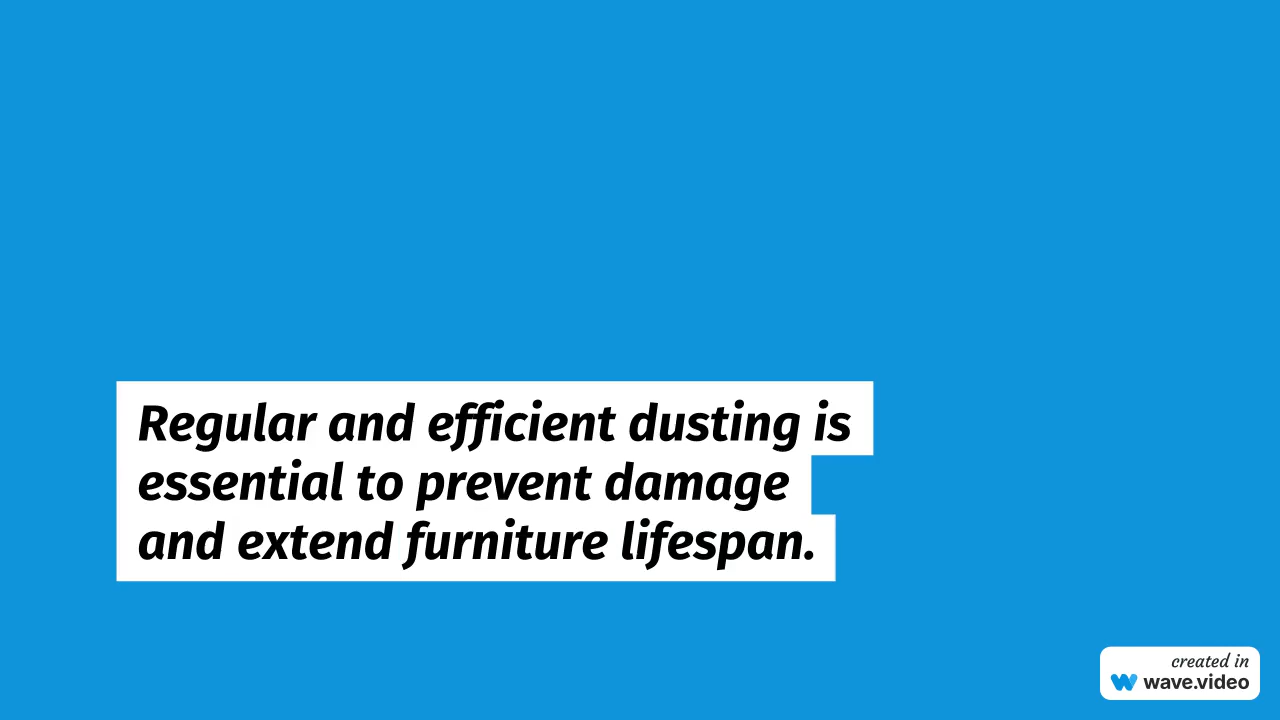 Regular and efficient dusting is
essential to prevent damage
and extend furniture lifespan.
created in
wave.video